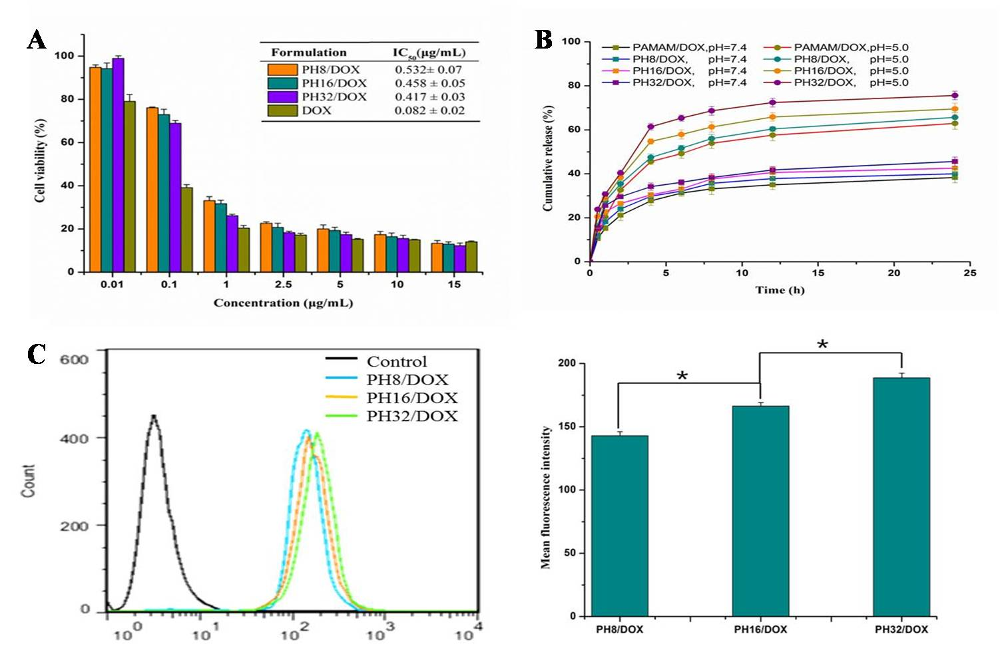 A
Formulation IC50(μg/mL)
PH8/DOX 0.532± 0.07
PH16/DOX 0.458 ± 0.05
PH32/DOX 0.417 ± 0.03
DOX 0.082 ± 0.02
Cell viability (%)
100
80
60
40
20
0
0.01 0.1 1 2.5 5 10 15
Concentration (μg/mL)
B
PAMAM/DOX,pH=7.4 PAMAM/DOX,pH=5.0
PH8/DOX, pH=7.4 PH8/DOX, pH=5.0
PH16/DOX, pH=7.4 PH16/DOX, pH=5.0
PH32/DOX, pH=7.4 PH32/DOX, pH=5.0
Cumulative release (%)
100
80
60
40
20
0
0 5 10 15 20 25
Time (h)
C
Control
PH8/DOX
PH16/DOX
PH32/DOX
Count
600
400
200
0
10^0 10^1 10^2 10^3 10^4
* *
Mean fluorescence intensity
200
150
100
50
0
PH8/DOX PH16/DOX PH32/DOX